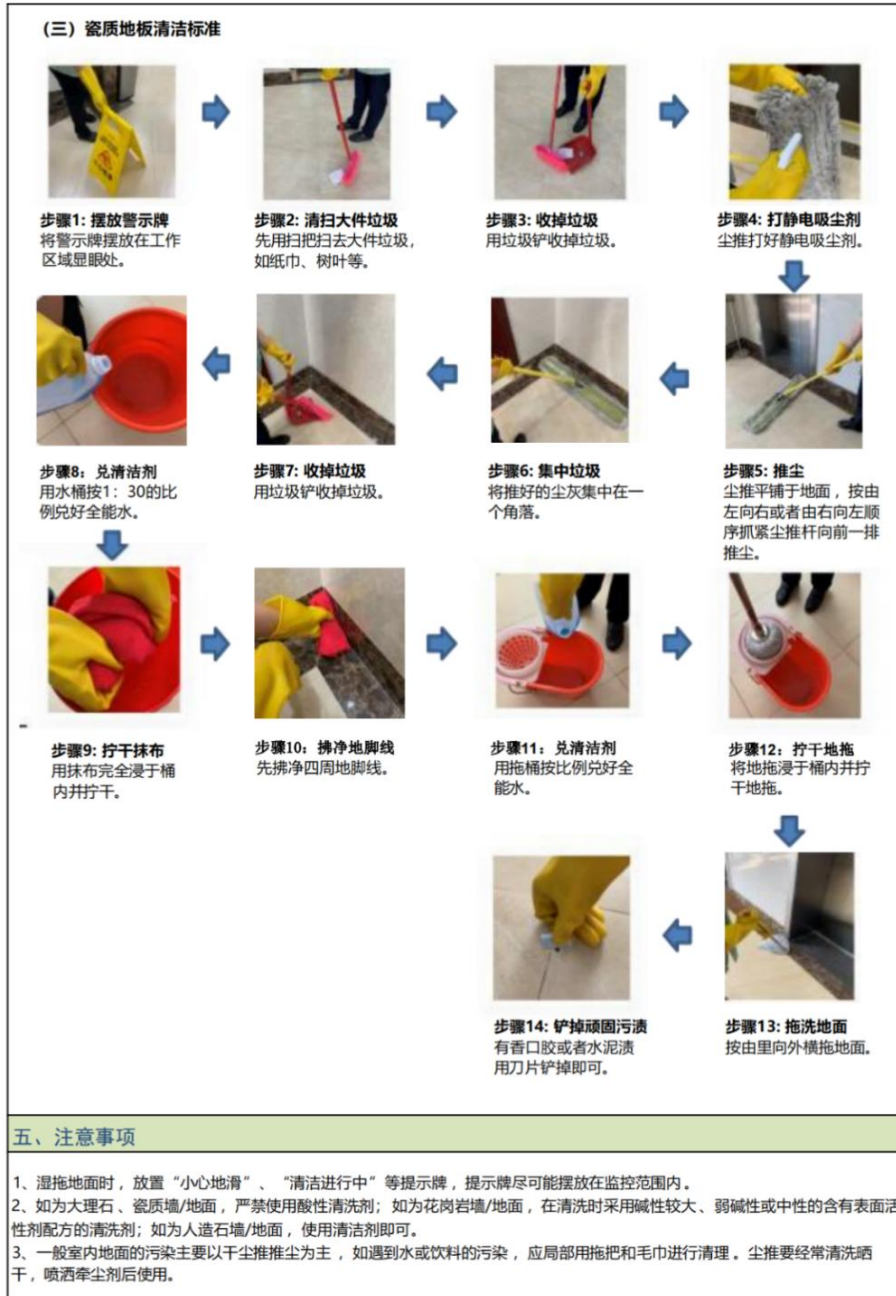 (三) 瓷质地板清洁标准
步骤1: 摆放警示牌
将警示牌摆放在工作
区域显眼处。
步骤2: 清扫大件垃圾
先用扫把扫去大件垃圾，
如纸巾、树叶等。
步骤3: 收掉垃圾
用垃圾铲收掉垃圾。
步骤4: 打静电吸尘剂
尘推打好静电吸尘剂。
步骤5: 推尘
尘推平铺于地面，按由
左向右或者由右向左顺
序抓紧尘推杆向前一排
推尘。
步骤6: 集中垃圾
将推好的尘灰集中在一
个角落。
步骤7: 收掉垃圾
用垃圾铲收掉垃圾。
步骤8：兑清洁剂
用水桶按1：30的比
例兑好全能水。
步骤9: 拧干抹布
用抹布完全浸于桶
内并拧干。
步骤10: 拂净地脚线
先拂净四周地脚线。
步骤11：兑清洁剂
用拖桶按比例兑好全
能水。
步骤12：拧干地拖
将地拖浸于桶内并拧
干地拖。
步骤13: 拖洗地面
按由里向外横拖地面。
步骤14: 铲掉顽固污渍
有香口胶或者水泥渍
用刀片铲掉即可。
五、注意事项
1、湿拖地面时，放置“小心地滑”、“清洁进行中”等提示牌，提示牌尽可能摆放在监控范围内。
2、如为大理石、瓷质墙/地面，严禁使用酸性清洗剂；如为花岗岩墙/地面，在清洗时采用碱性较大、弱碱性或中性的含有表面活
性剂配方的清洗剂；如为人造石墙/地面，使用清洁剂即可。
3、一般室内地面的污染主要以干尘推推尘为主，如遇到水或饮料的污染，应局部用拖把和毛巾进行清理。尘推要经常清洗晒
干，喷洒牵尘剂后使用。